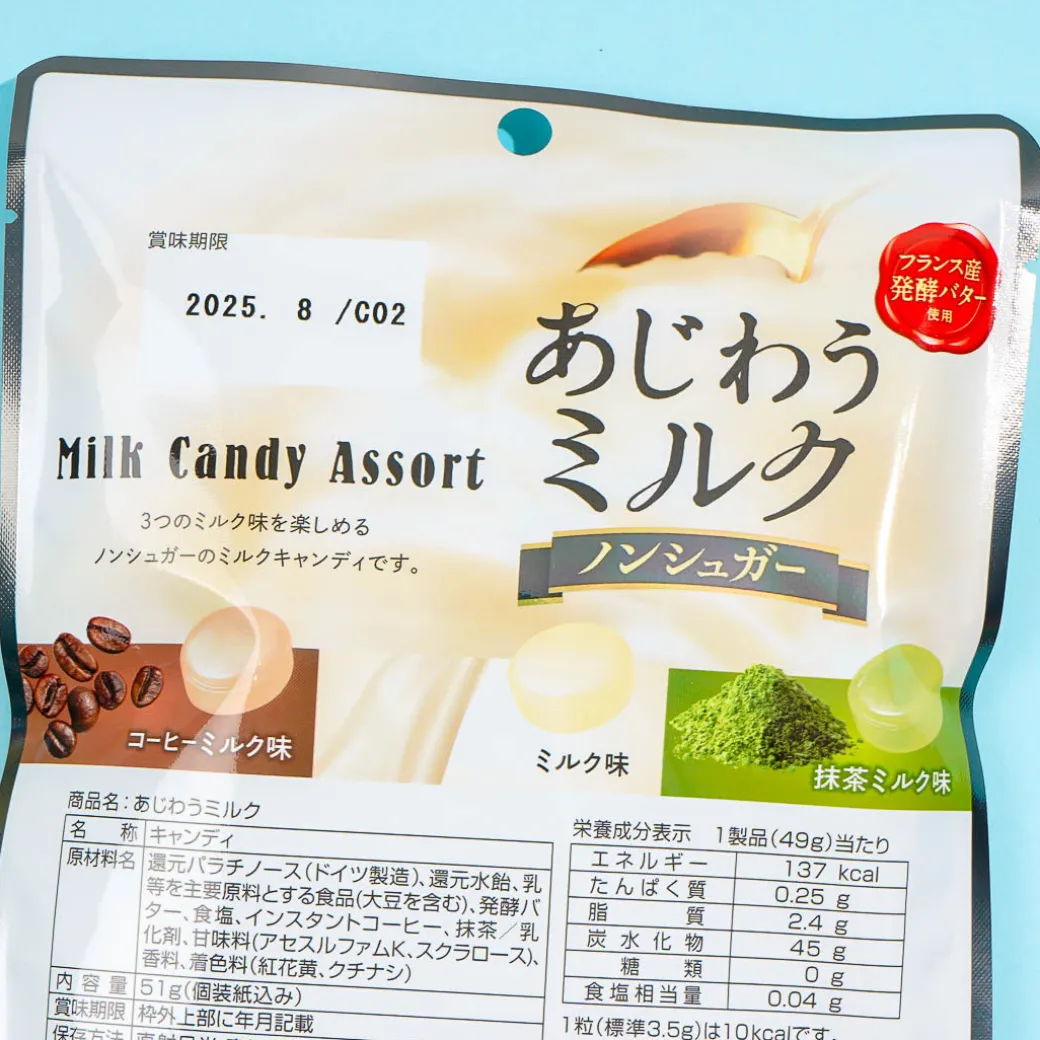 賞味期限
2025. 8 /C02
フランス産
発酵バター
使用
あじわう
ミルク
ノンシュガー
Milk Candy Assort
3つのミルク味を楽しめる
ノンシュガーのミルクキャンディです。
コーヒーミルク味
ミルク味
抹茶ミルク味
商品名:あじわうミルク
名称 キャンディ
原材料名 還元パラチノース(ドイツ製造)、還元水飴、乳
等を主要原料とする食品(大豆を含む)、発酵バ
ター、食塩、インスタントコーヒー、抹茶/乳
化剤、甘味料(アセスルファムK、スクラロース)、
香料、着色料(紅花黄、クチナシ)
内容量 51g(個装紙込み)
賞味期限 枠外上部に年月記載
保存方法
栄養成分表示 1製品(49g)当たり
エネルギー 137 kcal
たんぱく質 0.25 g
脂質 2.4 g
炭水化物 45 g
糖類 0 g
食塩相当量 0.04 g
1粒(標準3.5g)は10kcalです。